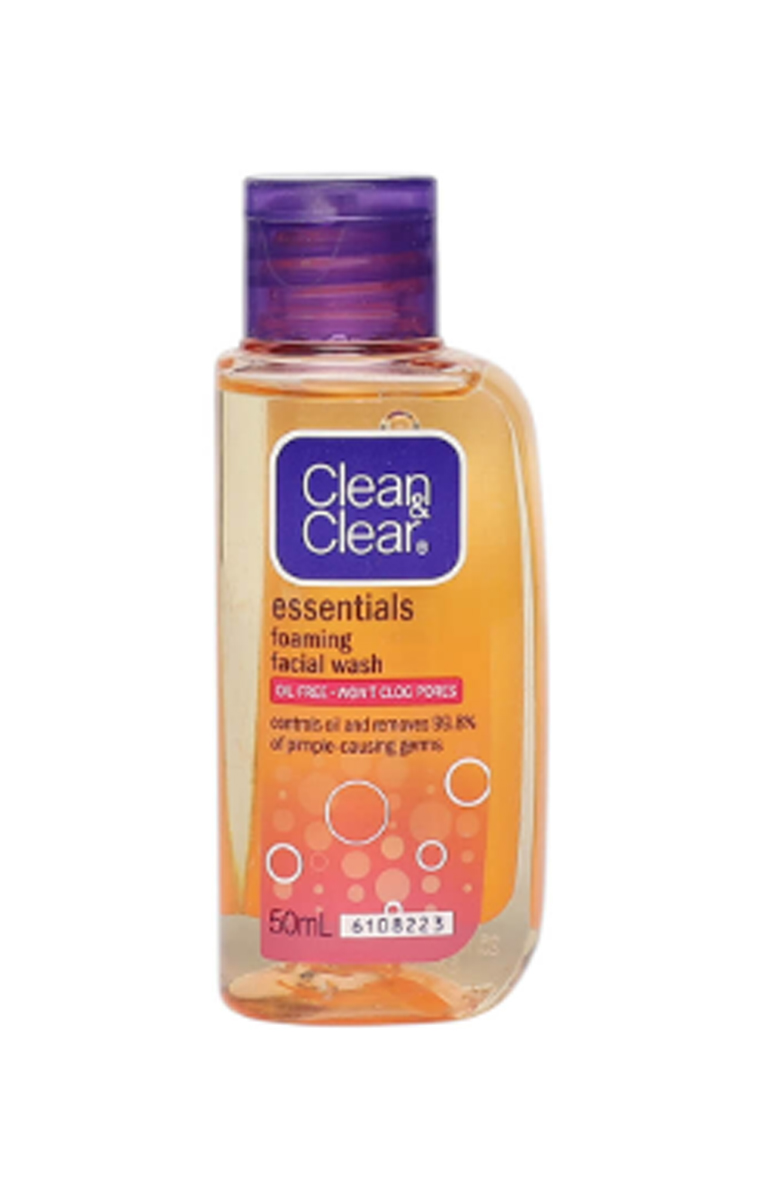 Clean &
Clear®
essentials
foaming
facial wash
OIL FREE - WON'T CLOG PORES
controls oil and removes 99.8%
of pimple-causing germs
50mL 6108223